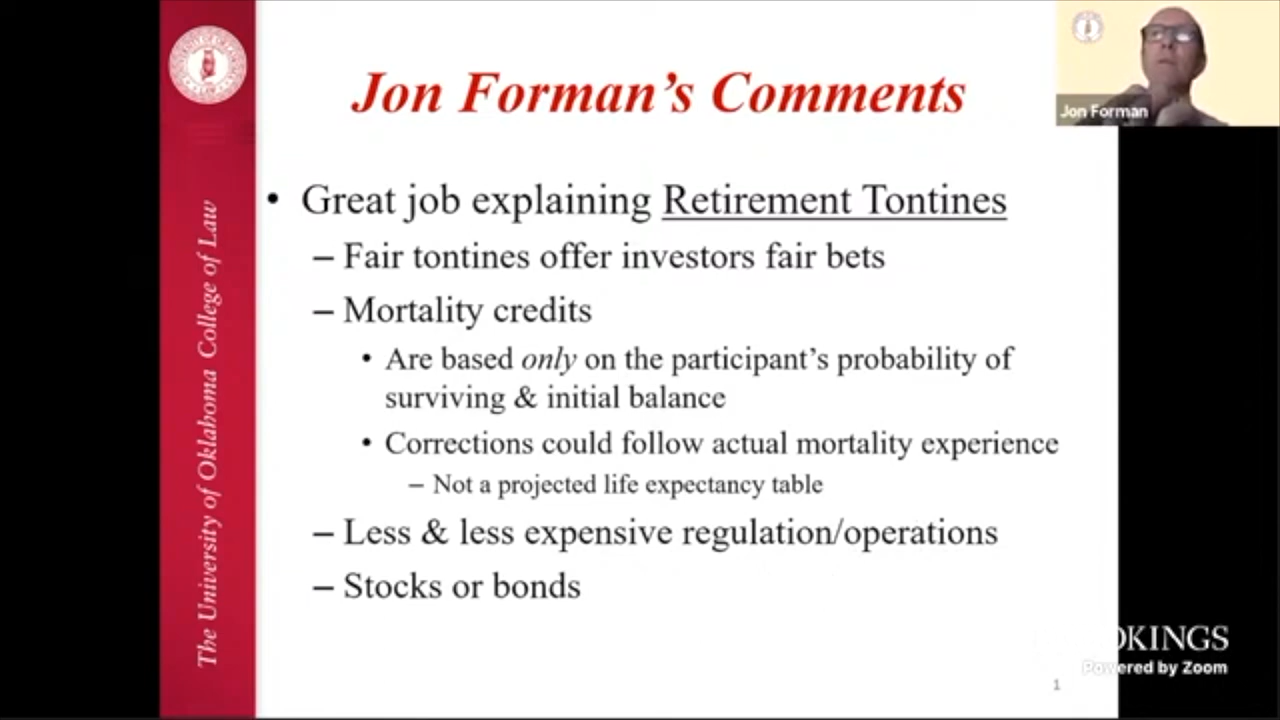 Jon Forman's Comments
• Great job explaining Retirement Tontines
– Fair tontines offer investors fair bets
– Mortality credits
• Are based only on the participant's probability of
surviving & initial balance
• Corrections could follow actual mortality experience
– Not a projected life expectancy table
– Less & less expensive regulation/operations
– Stocks or bonds
1
The University of Oklahoma College of Law
Jon Forman
OKINGS
Powered by Zoom